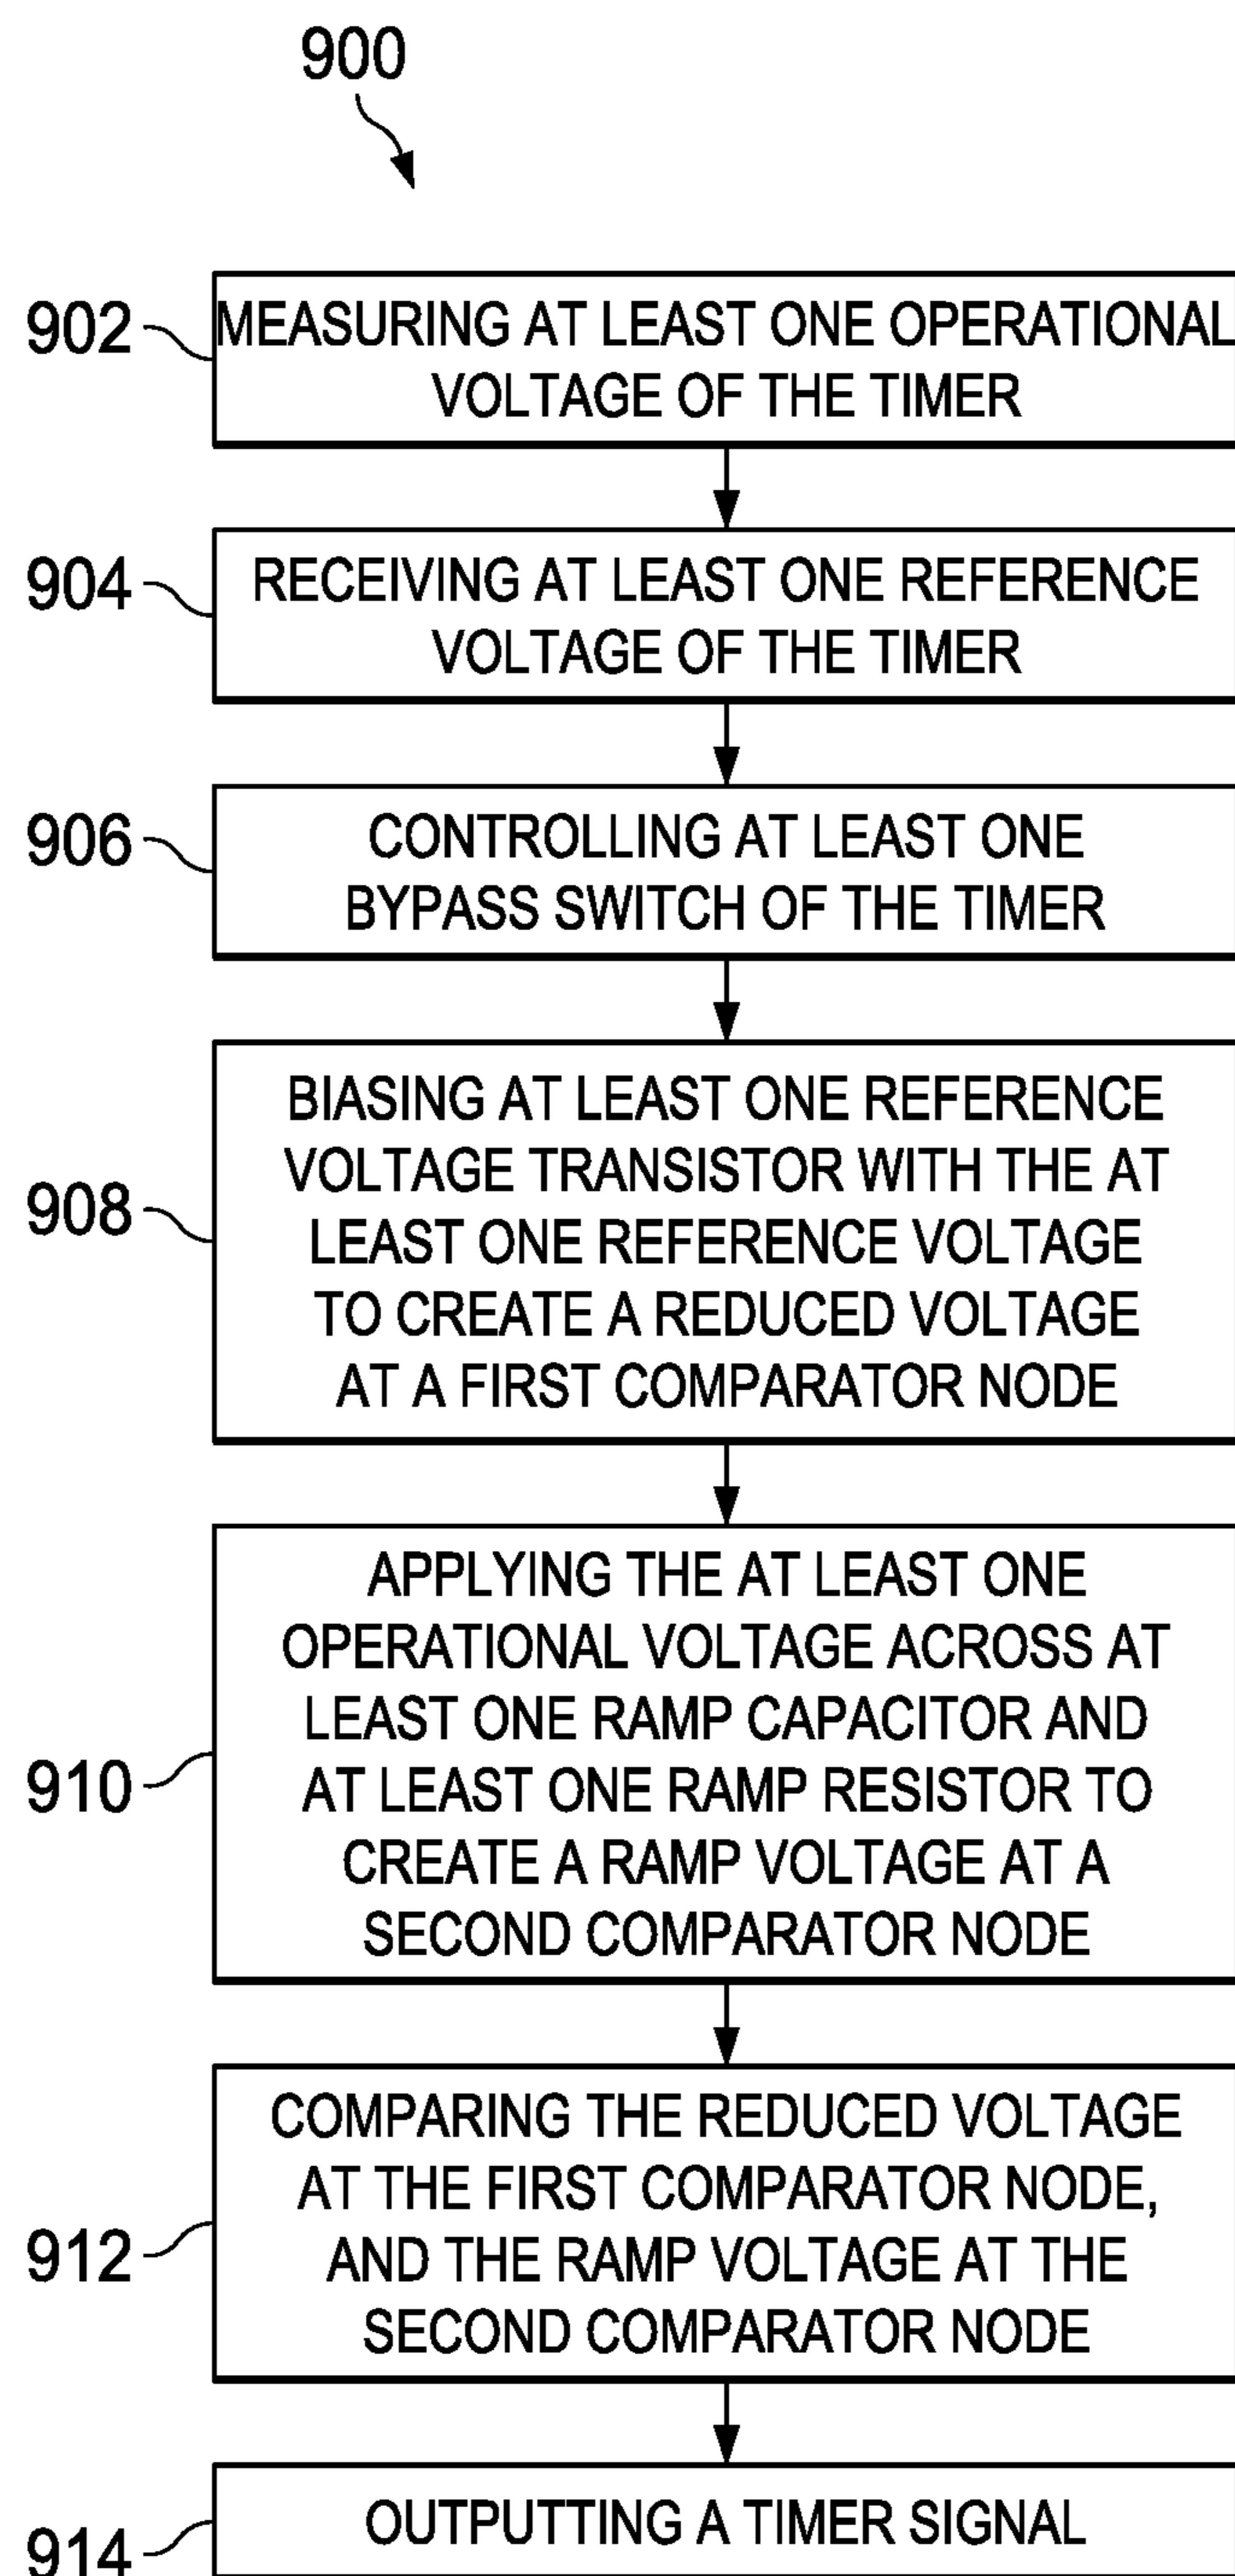 900
902
MEASURING AT LEAST ONE OPERATIONAL
VOLTAGE OF THE TIMER
904
RECEIVING AT LEAST ONE REFERENCE
VOLTAGE OF THE TIMER
906
CONTROLLING AT LEAST ONE
BYPASS SWITCH OF THE TIMER
908
BIASING AT LEAST ONE REFERENCE
VOLTAGE TRANSISTOR WITH THE AT
LEAST ONE REFERENCE VOLTAGE
TO CREATE A REDUCED VOLTAGE
AT A FIRST COMPARATOR NODE
910
APPLYING THE AT LEAST ONE
OPERATIONAL VOLTAGE ACROSS AT
LEAST ONE RAMP CAPACITOR AND
AT LEAST ONE RAMP RESISTOR TO
CREATE A RAMP VOLTAGE AT A
SECOND COMPARATOR NODE
912
COMPARING THE REDUCED VOLTAGE
AT THE FIRST COMPARATOR NODE,
AND THE RAMP VOLTAGE AT THE
SECOND COMPARATOR NODE
914
OUTPUTTING A TIMER SIGNAL